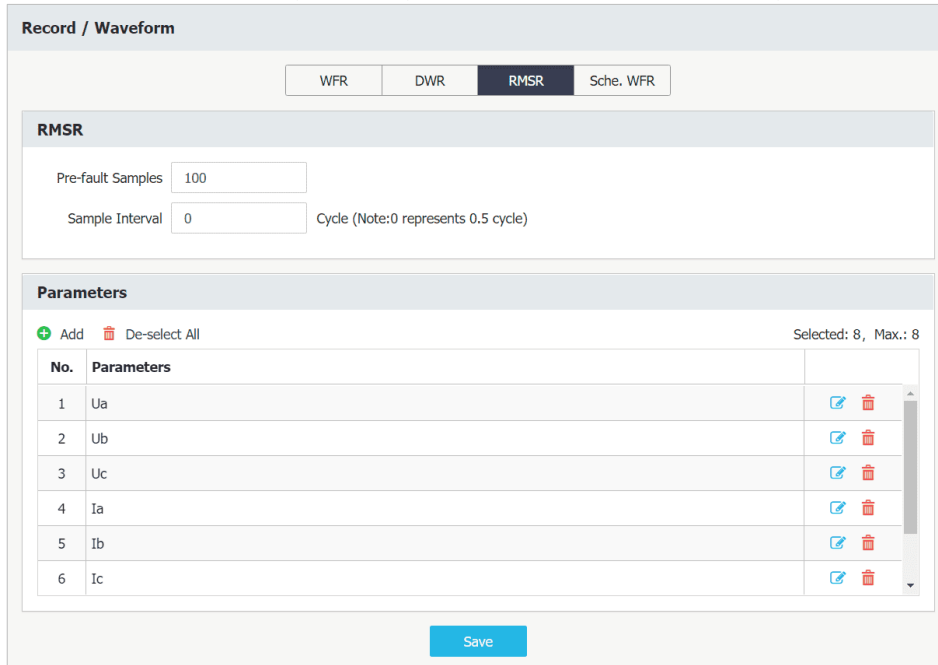 Record / Waveform
WFR DWR RMSR Sche. WFR
RMSR
Pre-fault Samples 100
Sample Interval 0 Cycle (Note:0 represents 0.5 cycle)
Parameters
Add De-select All Selected: 8, Max.: 8
No. Parameters
1 Ua
2 Ub
3 Uc
4 Ia
5 Ib
6 Ic
Save